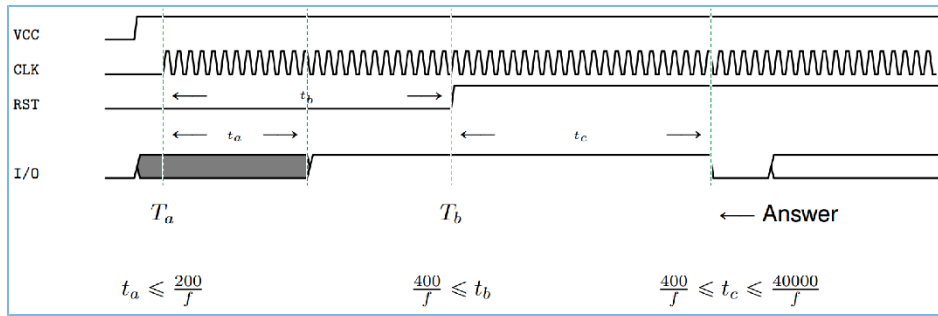 VCC
CLK
t_b
RST
t_a t_c
I/O
T_a T_b ← Answer
t_a ⩽ 200/f 400/f ⩽ t_b 400/f ⩽ t_c ⩽ 40000/f